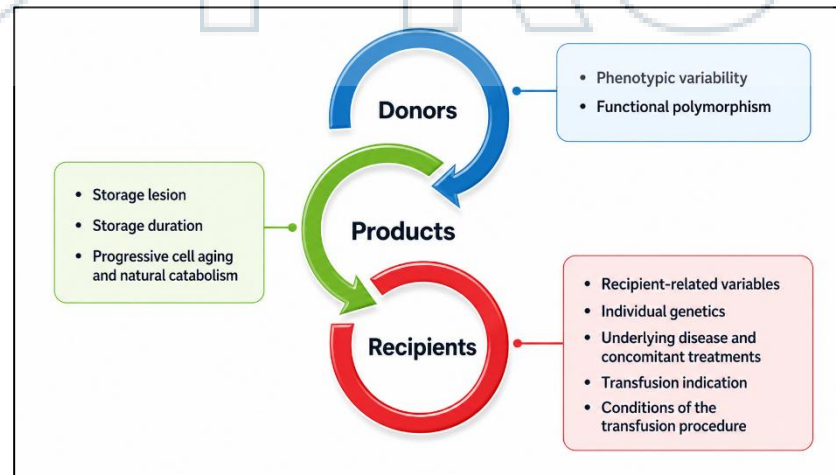 Donors
• Phenotypic variability
• Functional polymorphism
• Storage lesion
• Storage duration
• Progressive cell aging
and natural catabolism
Products
Recipients
• Recipient-related variables
• Individual genetics
• Underlying disease and
concomitant treatments
• Transfusion indication
• Conditions of the
transfusion procedure